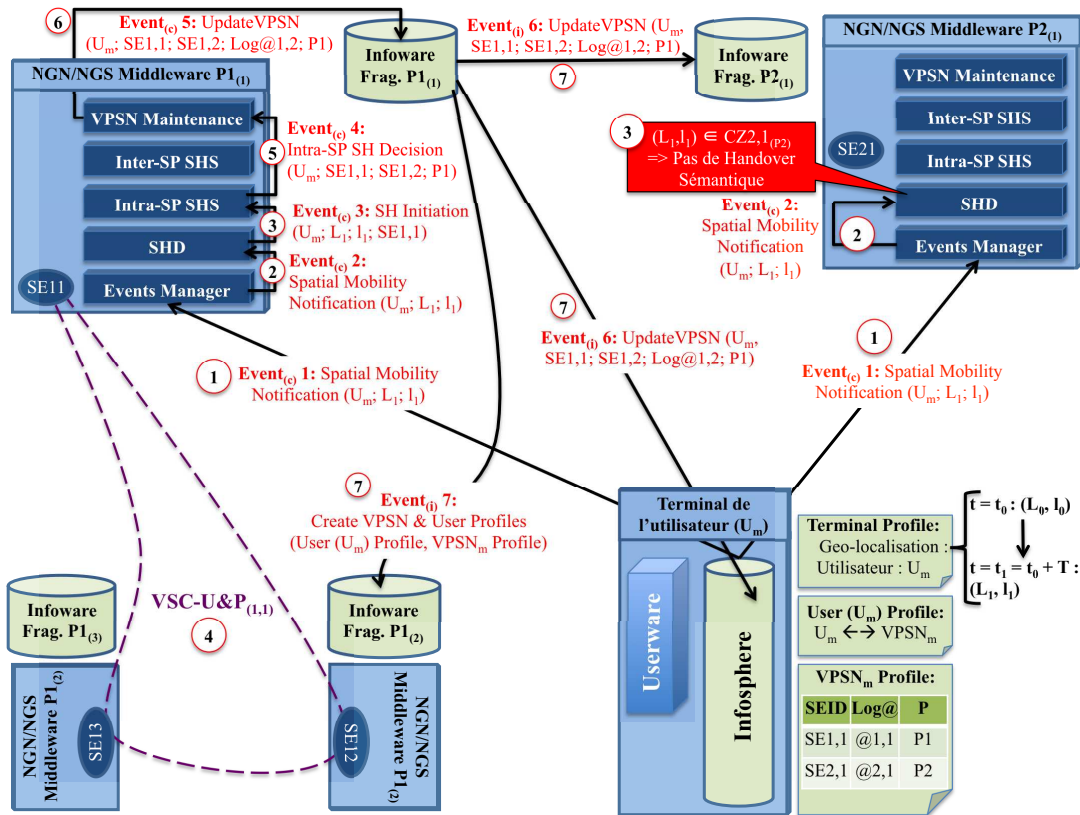 6
Event(c) 5: UpdateVPSN
(Um; SE1,1; SE1,2; Log@1,2; P1)
Infoware
Frag. P1(1)
Event(i) 6: UpdateVPSN (Um,
SE1,1; SE1,2; Log@1,2; P1)
7
Infoware
Frag. P2(1)
NGN/NGS Middleware P1(1)
VPSN Maintenance
Inter-SP SHS
Intra-SP SHS
SHD
Events Manager
SE11
Event(c) 4:
Intra-SP SH Decision
(Um; SE1,1; SE1,2; P1)
5
Event(c) 3: SH Initiation
(Um; L1; l1; SE1,1)
3
Event(c) 2:
Spatial Mobility
Notification (Um; L1; l1)
2
NGN/NGS Middleware P2(1)
VPSN Maintenance
Inter-SP SHS
Intra-SP SHS
SHD
Events Manager
SE21
3
(L1,l1) ∈ CZ2,1(P2)
=> Pas de Handover
Sémantique
Event(c) 2:
Spatial Mobility
Notification
(Um; L1; l1)
2
7
Event(i) 6: UpdateVPSN (Um,
SE1,1; SE1,2; Log@1,2; P1)
1
Event(c) 1: Spatial Mobility
Notification (Um; L1; l1)
1
Event(c) 1: Spatial Mobility
Notification (Um; L1; l1)
7
Event(i) 7:
Create VPSN & User Profiles
(User (Um) Profile, VPSNm Profile)
VSC-U&P(1,1)
4
Infoware
Frag. P1(3)
Infoware
Frag. P1(2)
NGN/NGS
Middleware P1(2)
SE13
SE12
NGN/NGS
Middleware P1(2)
Terminal de
l’utilisateur (Um)
Userware
Infosphere
Terminal Profile:
Geo-localisation :
Utilisateur : Um
t = t0 : (L0, l0)
t = t1 = t0 + T :
(L1, l1)
User (Um) Profile:
Um ←→ VPSNm
VPSNm Profile:
SEID Log@ P
SE1,1 @1,1 P1
SE2,1 @2,1 P2